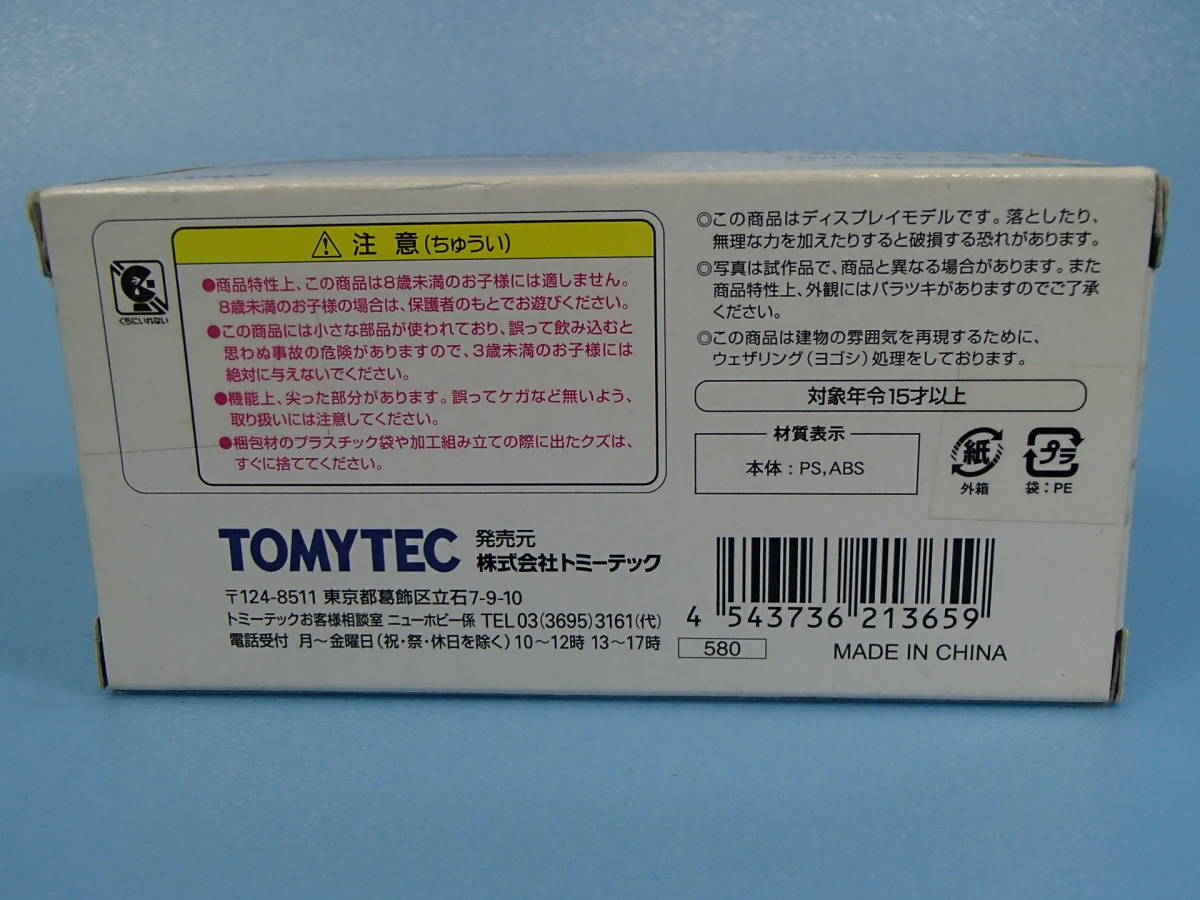 注意(ちゅうい)
くちにいれない
●商品特性上、この商品は8歳未満のお子様には適しません。
8歳未満のお子様の場合は、保護者のもとでお遊びください。
●この商品には小さな部品が使われており、誤って飲み込むと
思わぬ事故の危険がありますので、3歳未満のお子様には
絶対に与えないでください。
●機能上、尖った部分があります。誤ってケガなど無いよう、
取り扱いには注意してください。
●梱包材のプラスチック袋や加工組み立ての際に出たクズは、
すぐに捨ててください。
◎この商品はディスプレイモデルです。落としたり、
無理な力を加えたりすると破損する恐れがあります。
◎写真は試作品で、商品と異なる場合があります。また
商品特性上、外観にはバラツキがありますのでご了承
ください。
◎この商品は建物の雰囲気を再現するために、
ウェザリング(ヨゴシ)処理をしております。
対象年令15才以上
材質表示
本体:PS,ABS
紙
外箱
プラ
袋:PE
TOMYTEC
発売元
株式会社トミーテック
〒124-8511 東京都葛飾区立石7-9-10
トミーテックお客様相談室 ニューホビー係 TEL 03(3695)3161(代)
電話受付 月〜金曜日(祝・祭・休日を除く) 10〜12時 13〜17時
4 543736 213659
580
MADE IN CHINA